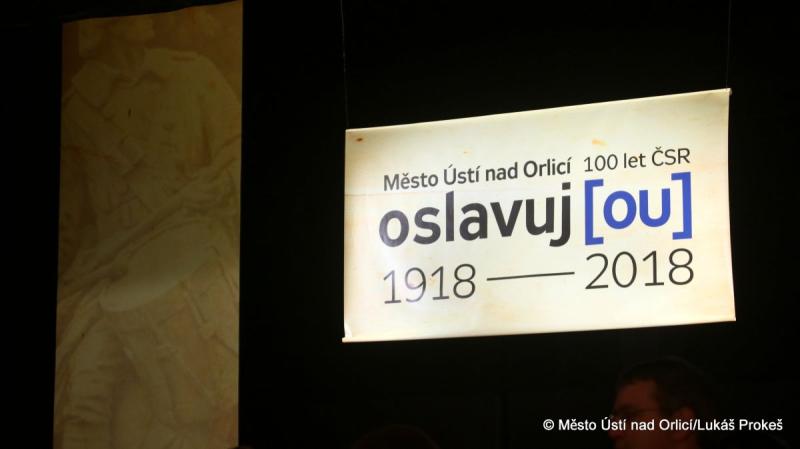 Město Ústí nad Orlicí 100 let ČSR
oslavuj[ou]
1918 — 2018
© Město Ústí nad Orlicí/Lukáš Prokeš